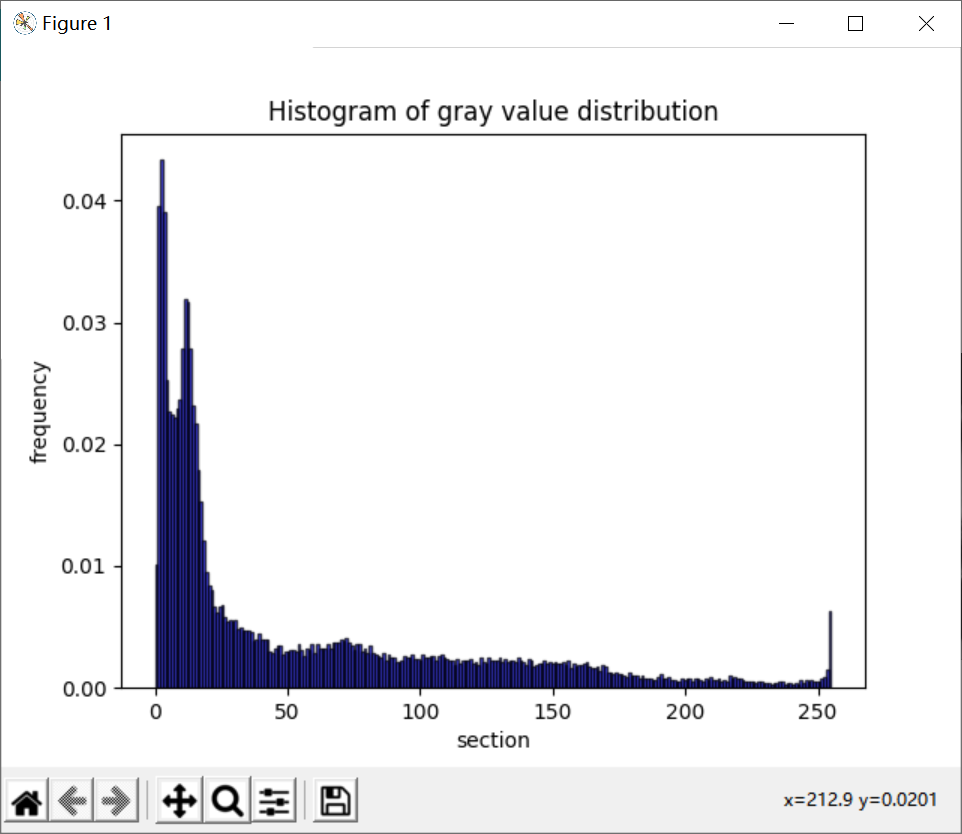 Figure 1
Histogram of gray value distribution
0.04
0.03
0.02
0.01
0.00
frequency
0 50 100 150 200 250
section
x=212.9 y=0.0201